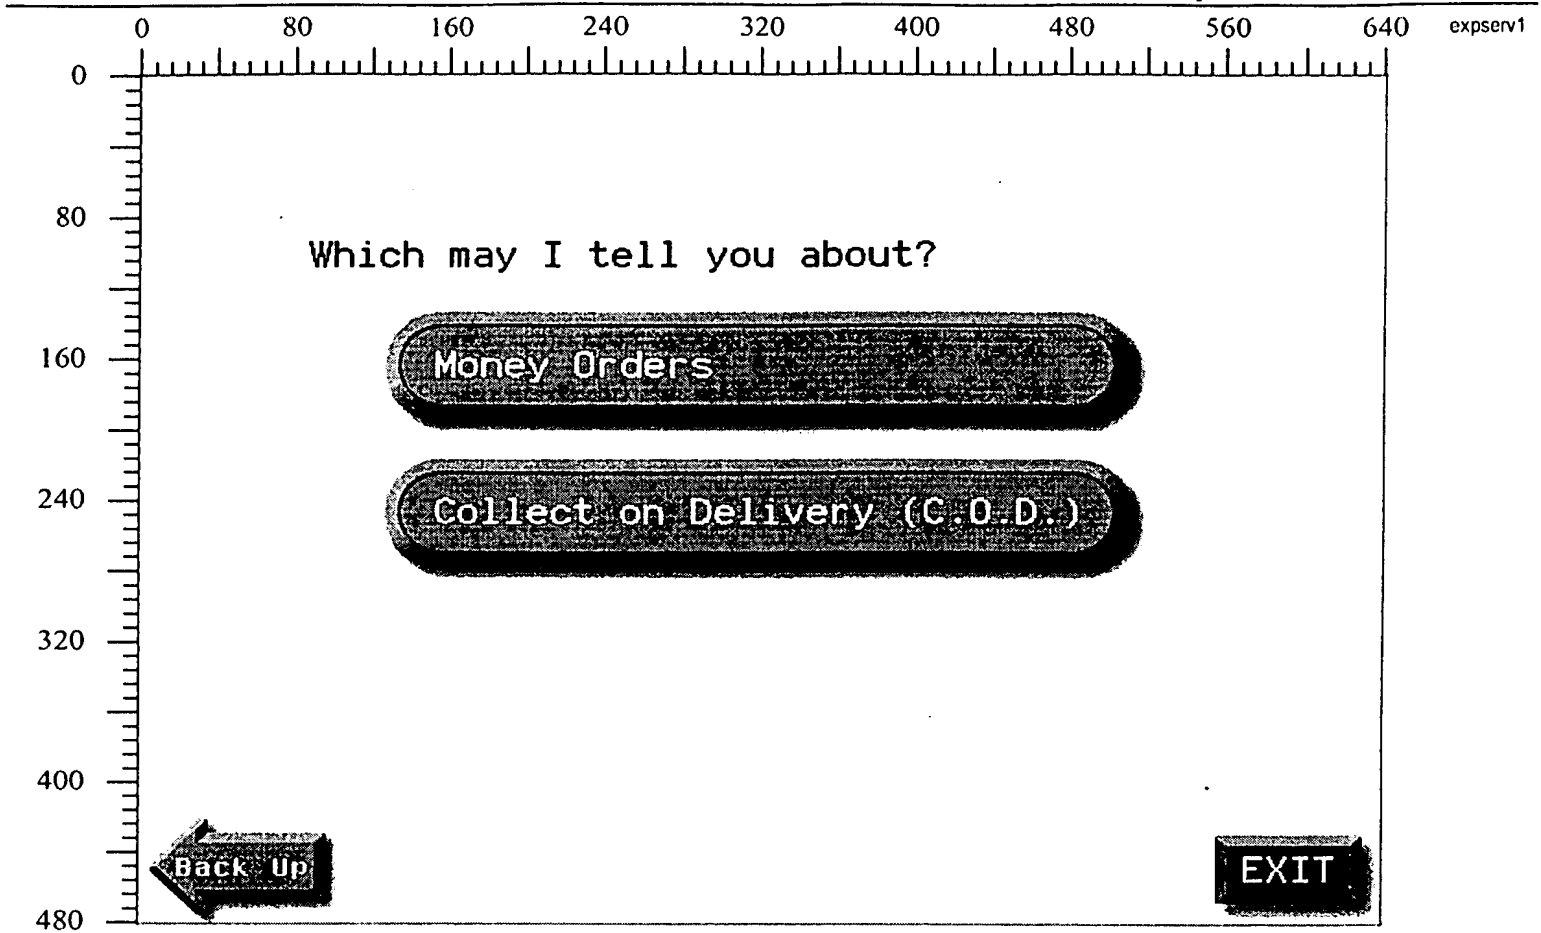 0 80 160 240 320 400 480 560 640 expserv1
0
80
Which may I tell you about?
Money Orders
160
Collect on Delivery (C.O.D.)
240
320
400
Back Up EXIT
480